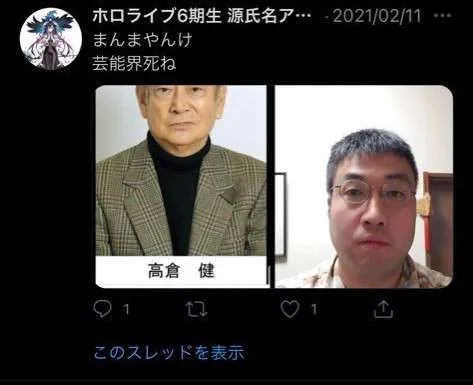 ホロライブ6期生 源氏名ア… ・2021/02/11 …
まんまやんけ
芸能界死ね
高倉　健
1 1
このスレッドを表示